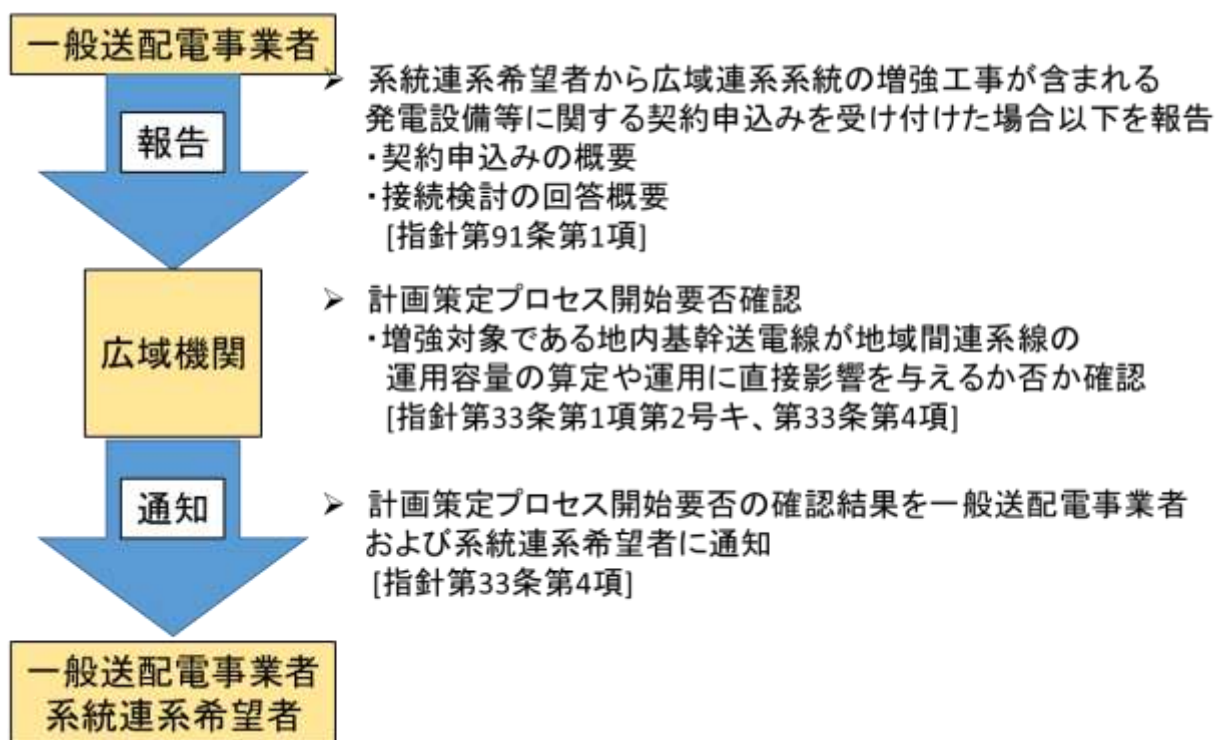 一般送配電事業者
報告
➢ 系統連系希望者から広域連系系統の増強工事が含まれる
発電設備等に関する契約申込みを受け付けた場合以下を報告
・契約申込みの概要
・接続検討の回答概要
[指針第91条第1項]
広域機関
➢ 計画策定プロセス開始要否確認
・増強対象である地内基幹送電線が地域間連系線の
運用容量の算定や運用に直接影響を与えるか否か確認
[指針第33条第1項第2号キ、第33条第4項]
通知
➢ 計画策定プロセス開始要否の確認結果を一般送配電事業者
および系統連系希望者に通知
[指針第33条第4項]
一般送配電事業者
系統連系希望者